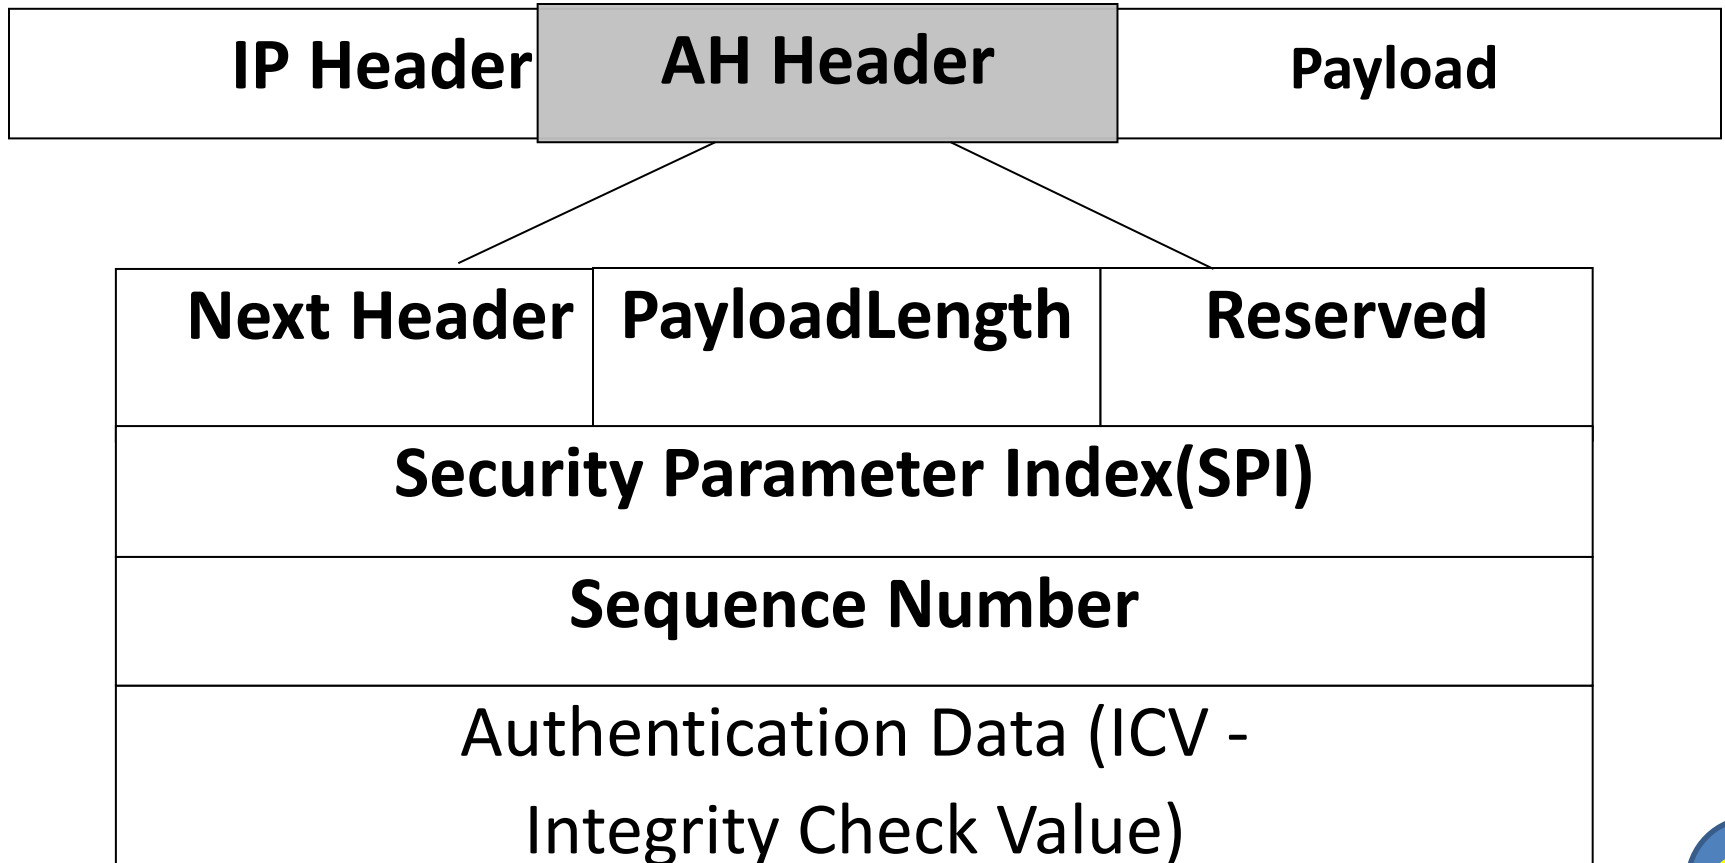 IP Header AH Header Payload
Next Header PayloadLength Reserved
Security Parameter Index(SPI)
Sequence Number
Authentication Data (ICV -
Integrity Check Value)